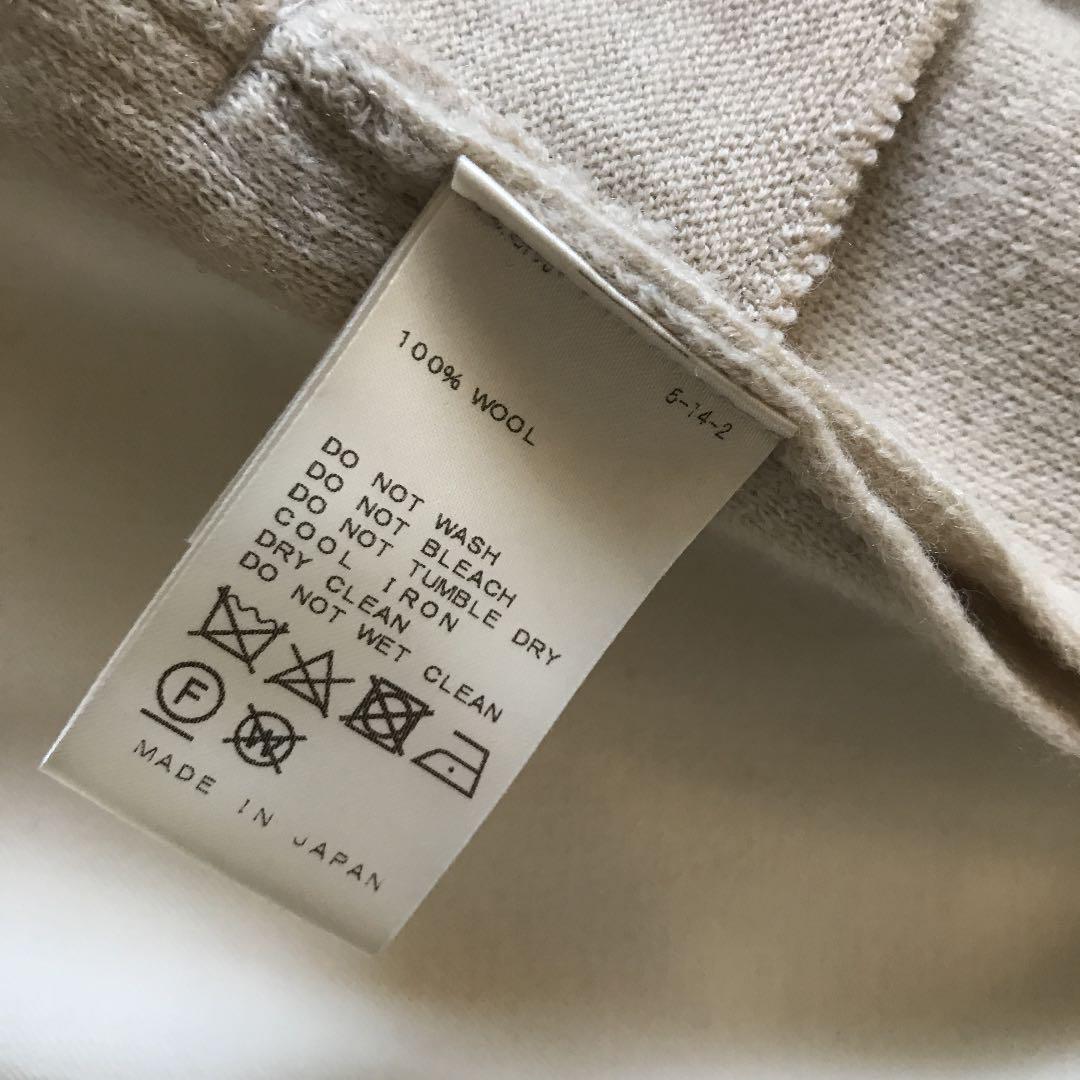 100% WOOL
5-14-2
DO NOT WASH
DO NOT BLEACH
DO NOT TUMBLE DRY
COOL IRON
DRY CLEAN
DO NOT WET CLEAN
F
W
MADE IN JAPAN